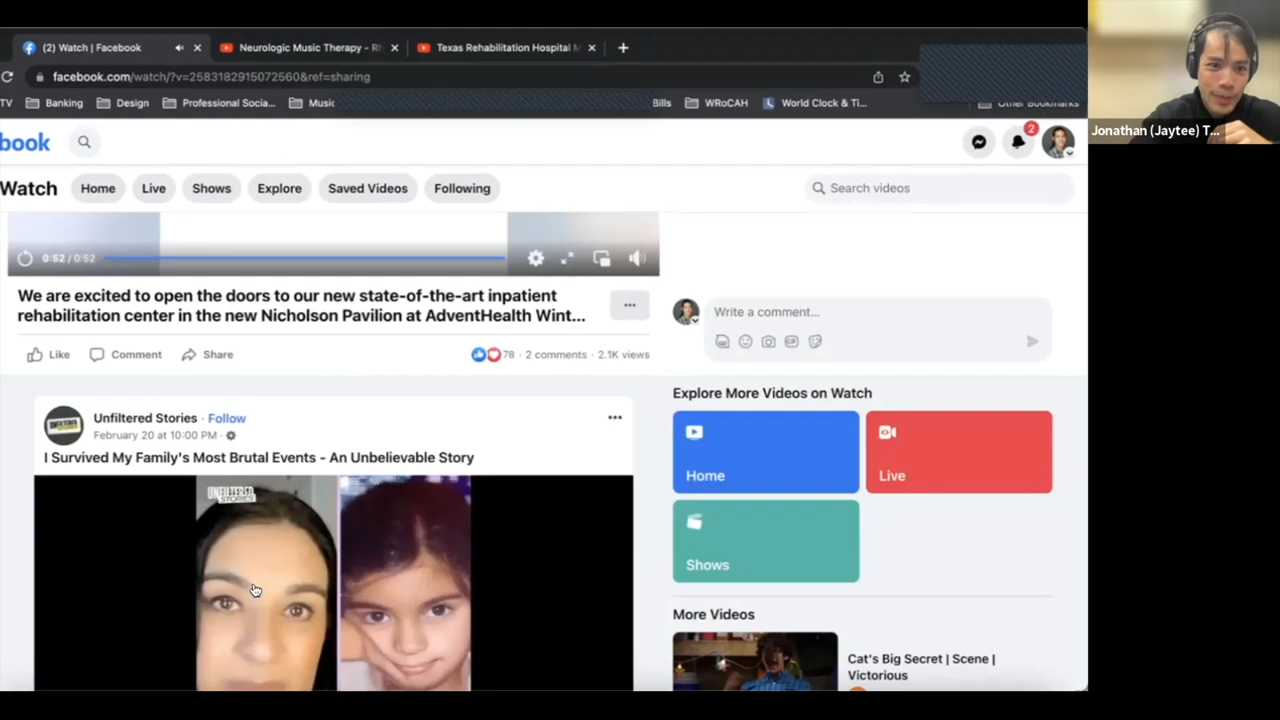 (2) Watch | Facebook
Neurologic Music Therapy - R
Texas Rehabilitation Hospital
facebook.com/watch/?v=2583182915072560&ref=sharing
TV Banking Design Professional Socia... Music Bills WRoCAH World Clock & Ti... Other Bookmarks
Jonathan (Jaytee) T...
book
2
Watch Home Live Shows Explore Saved Videos Following Search videos
0:52 / 0:52
We are excited to open the doors to our new state-of-the-art inpatient
rehabilitation center in the new Nicholson Pavilion at AdventHealth Wint...
Like Comment Share 78 · 2 comments · 2.1K views
Write a comment...
GIF
Unfiltered Stories · Follow
February 20 at 10:00 PM ·
I Survived My Family's Most Brutal Events - An Unbelievable Story
UNFILTERED
STORIES
Explore More Videos on Watch
Home
Live
Shows
More Videos
Cat's Big Secret | Scene |
Victorious